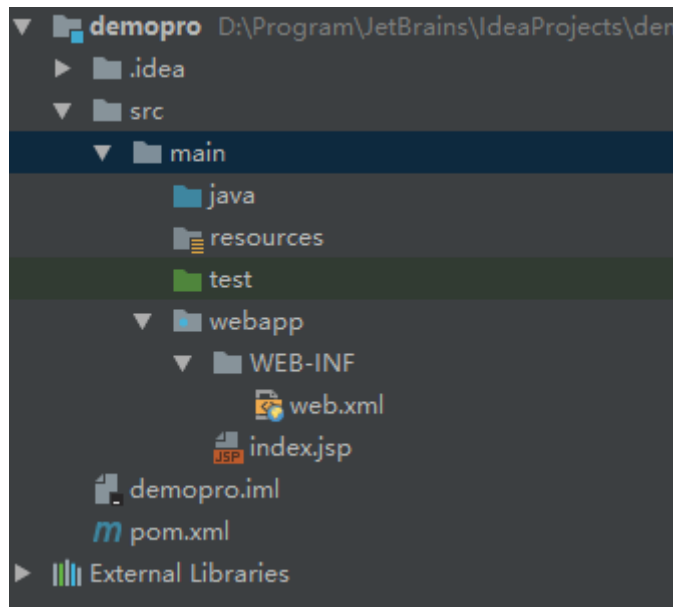 demopro D:\Program\JetBrains\IdeaProjects\der
.idea
src
main
java
resources
test
webapp
WEB-INF
web.xml
JSP index.jsp
demopro.iml
m pom.xml
External Libraries